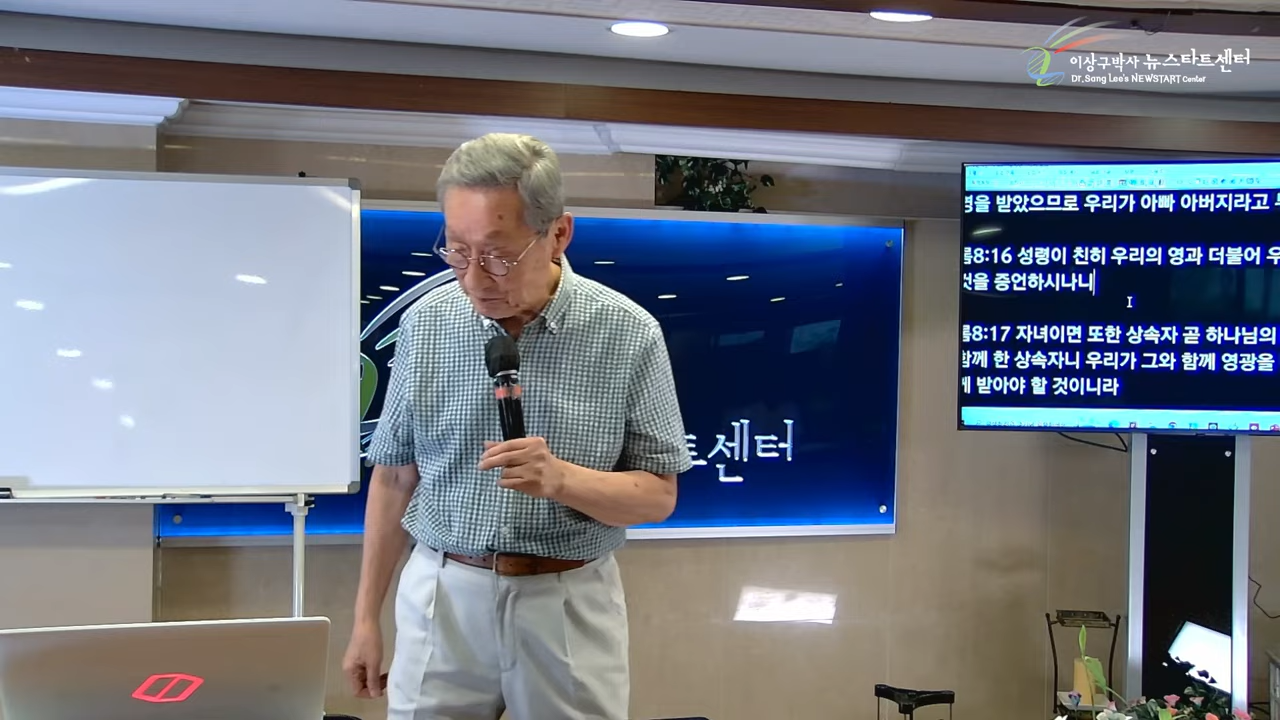 이상구박사 뉴스타트센터
Dr. Sang Lee's NEWSTART Center
을 받았으므로 우리가 아빠 아버지라고
8:16 성령이 친히 우리의 영과 더불어
것을 증언하시나니
8:17 자녀이면 또한 상속자 곧 하나님의
함께 한 상속자니 우리가 그와 함께 영광을
받아야 할 것이니라
트센터